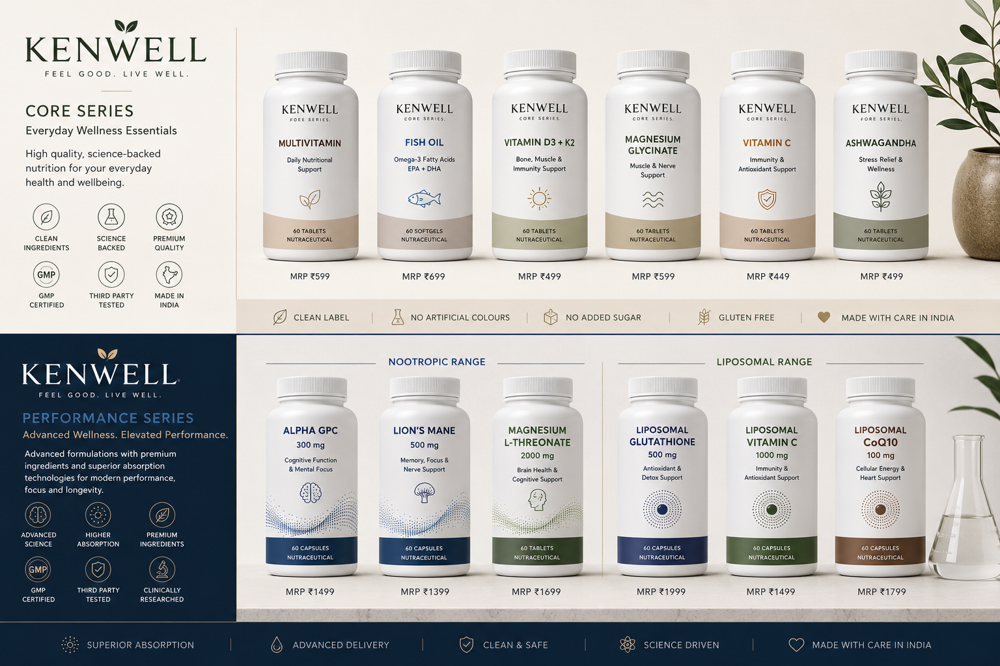 KENWELL
FEEL GOOD. LIVE WELL.
CORE SERIES
Everyday Wellness Essentials
High quality, science-backed
nutrition for your everyday
health and wellbeing.
CLEAN
INGREDIENTS
SCIENCE
BACKED
PREMIUM
QUALITY
GMP
GMP
CERTIFIED
THIRD PARTY
TESTED
MADE IN
INDIA
KENWELL
FOEE SERIES.
MULTIVITAMIN
Daily Nutritional
Support
60 TABLETS
NUTRACEUTICAL
MRP ₹599
KENWELL
CORE SERIES.
FISH OIL
Omega-3 Fatty Acids
EPA + DHA
60 SOFTGELS
NUTRACEUTICAL
MRP ₹699
KENWELL
CORE SERIES.
VITAMIN D3 + K2
Bone, Muscle &
Immunity Support
60 TABLETS
NUTRACEUTICAL
MRP ₹499
KENWELL
CORE SERIES.
MAGNESIUM
GLYCINATE
Muscle & Nerve
Support
60 TABLETS
NUTRACEUTICAL
MRP ₹599
KENWELL
CORE SERIES.
VITAMIN C
Immunity &
Antioxidant Support
60 TABLETS
NUTRACEUTICAL
MRP ₹449
KENWELL
FORE SERIES.
ASHWAGANDHA
Stress Relief &
Wellness
60 TABLETS
NUTRACEUTICAL
MRP ₹499
CLEAN LABEL
NO ARTIFICIAL COLOURS
NO ADDED SUGAR
GLUTEN FREE
MADE WITH CARE IN INDIA
KENWELL
FEEL GOOD. LIVE WELL.
PERFORMANCE SERIES
Advanced Wellness. Elevated Performance.
Advanced formulations with premium
ingredients and superior absorption
technologies for modern performance,
focus and longevity.
ADVANCED
SCIENCE
HIGHER
ABSORPTION
PREMIUM
INGREDIENTS
GMP
GMP
CERTIFIED
THIRD PARTY
TESTED
CLINICALLY
RESEARCHED
NOOTROPIC RANGE
ALPHA GPC
300 mg
Cognitive Function
& Mental Focus
60 CAPSULES
NUTRACEUTICAL
MRP ₹1499
LION'S MANE
500 mg
Memory, Focus &
Nerve Support
60 CAPSULES
NUTRACEUTICAL
MRP ₹1399
MAGNESIUM
L-THREONATE
2000 mg
Brain Health &
Cognitive Support
60 TABLETS
NUTRACEUTICAL
MRP ₹1699
LIPOSOMAL RANGE
LIPOSOMAL
GLUTATHIONE
500 mg
Antioxidant &
Detox Support
60 CAPSULES
NUTRACEUTICAL
MRP ₹1999
LIPOSOMAL
VITAMIN C
1000 mg
Immunity &
Antioxidant Support
60 CAPSULES
NUTRACEUTICAL
MRP ₹1499
LIPOSOMAL
CoQ10
100 mg
Cellular Energy &
Heart Support
60 CAPSULES
NUTRACEUTICAL
MRP ₹1799
SUPERIOR ABSORPTION
ADVANCED DELIVERY
CLEAN & SAFE
SCIENCE DRIVEN
MADE WITH CARE IN INDIA